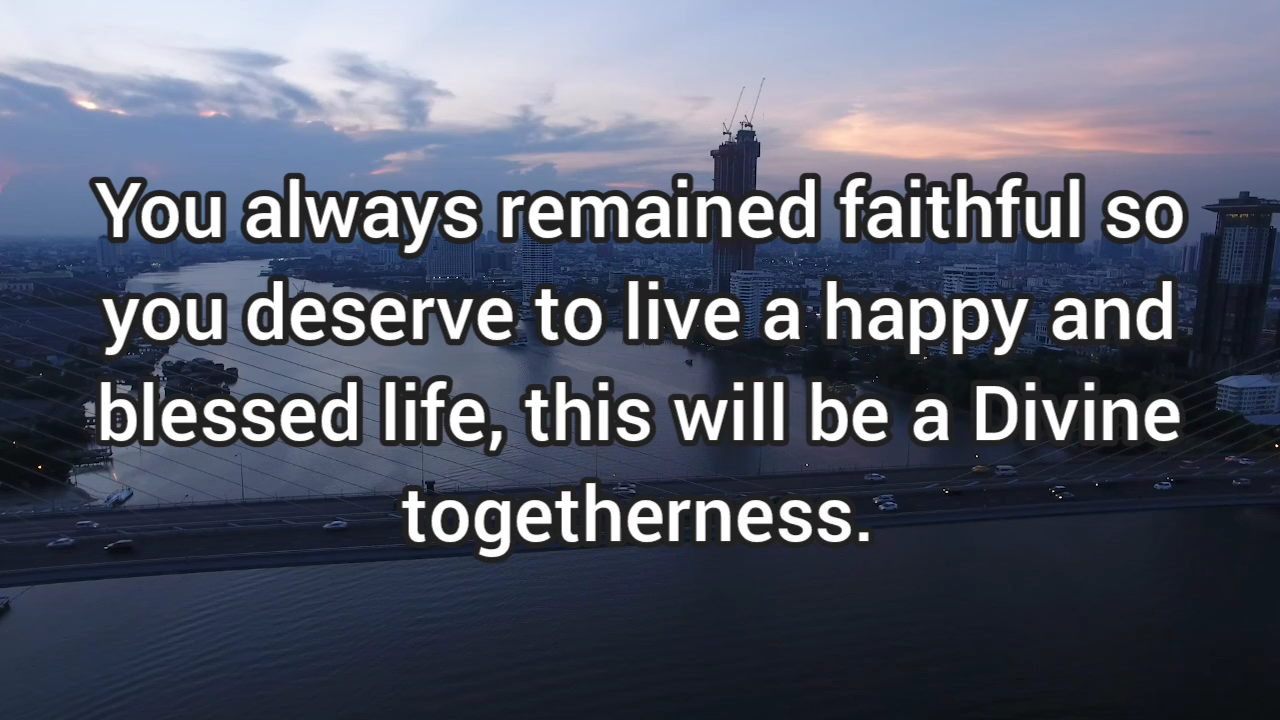 You always remained faithful so
you deserve to live a happy and
blessed life, this will be a Divine
togetherness.